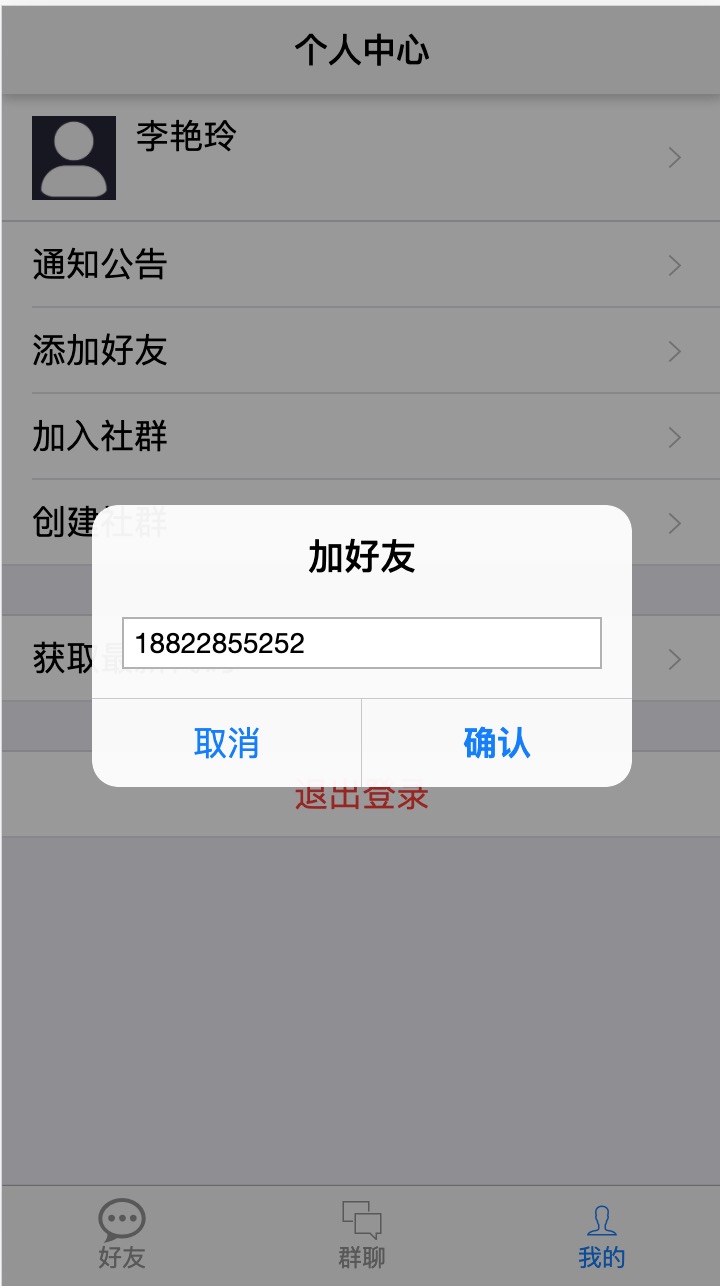 个人中心
李艳玲
通知公告
添加好友
加入社群
创建社群
加好友
18822855252
获取
取消
确认
退出登录
好友
群聊
我的